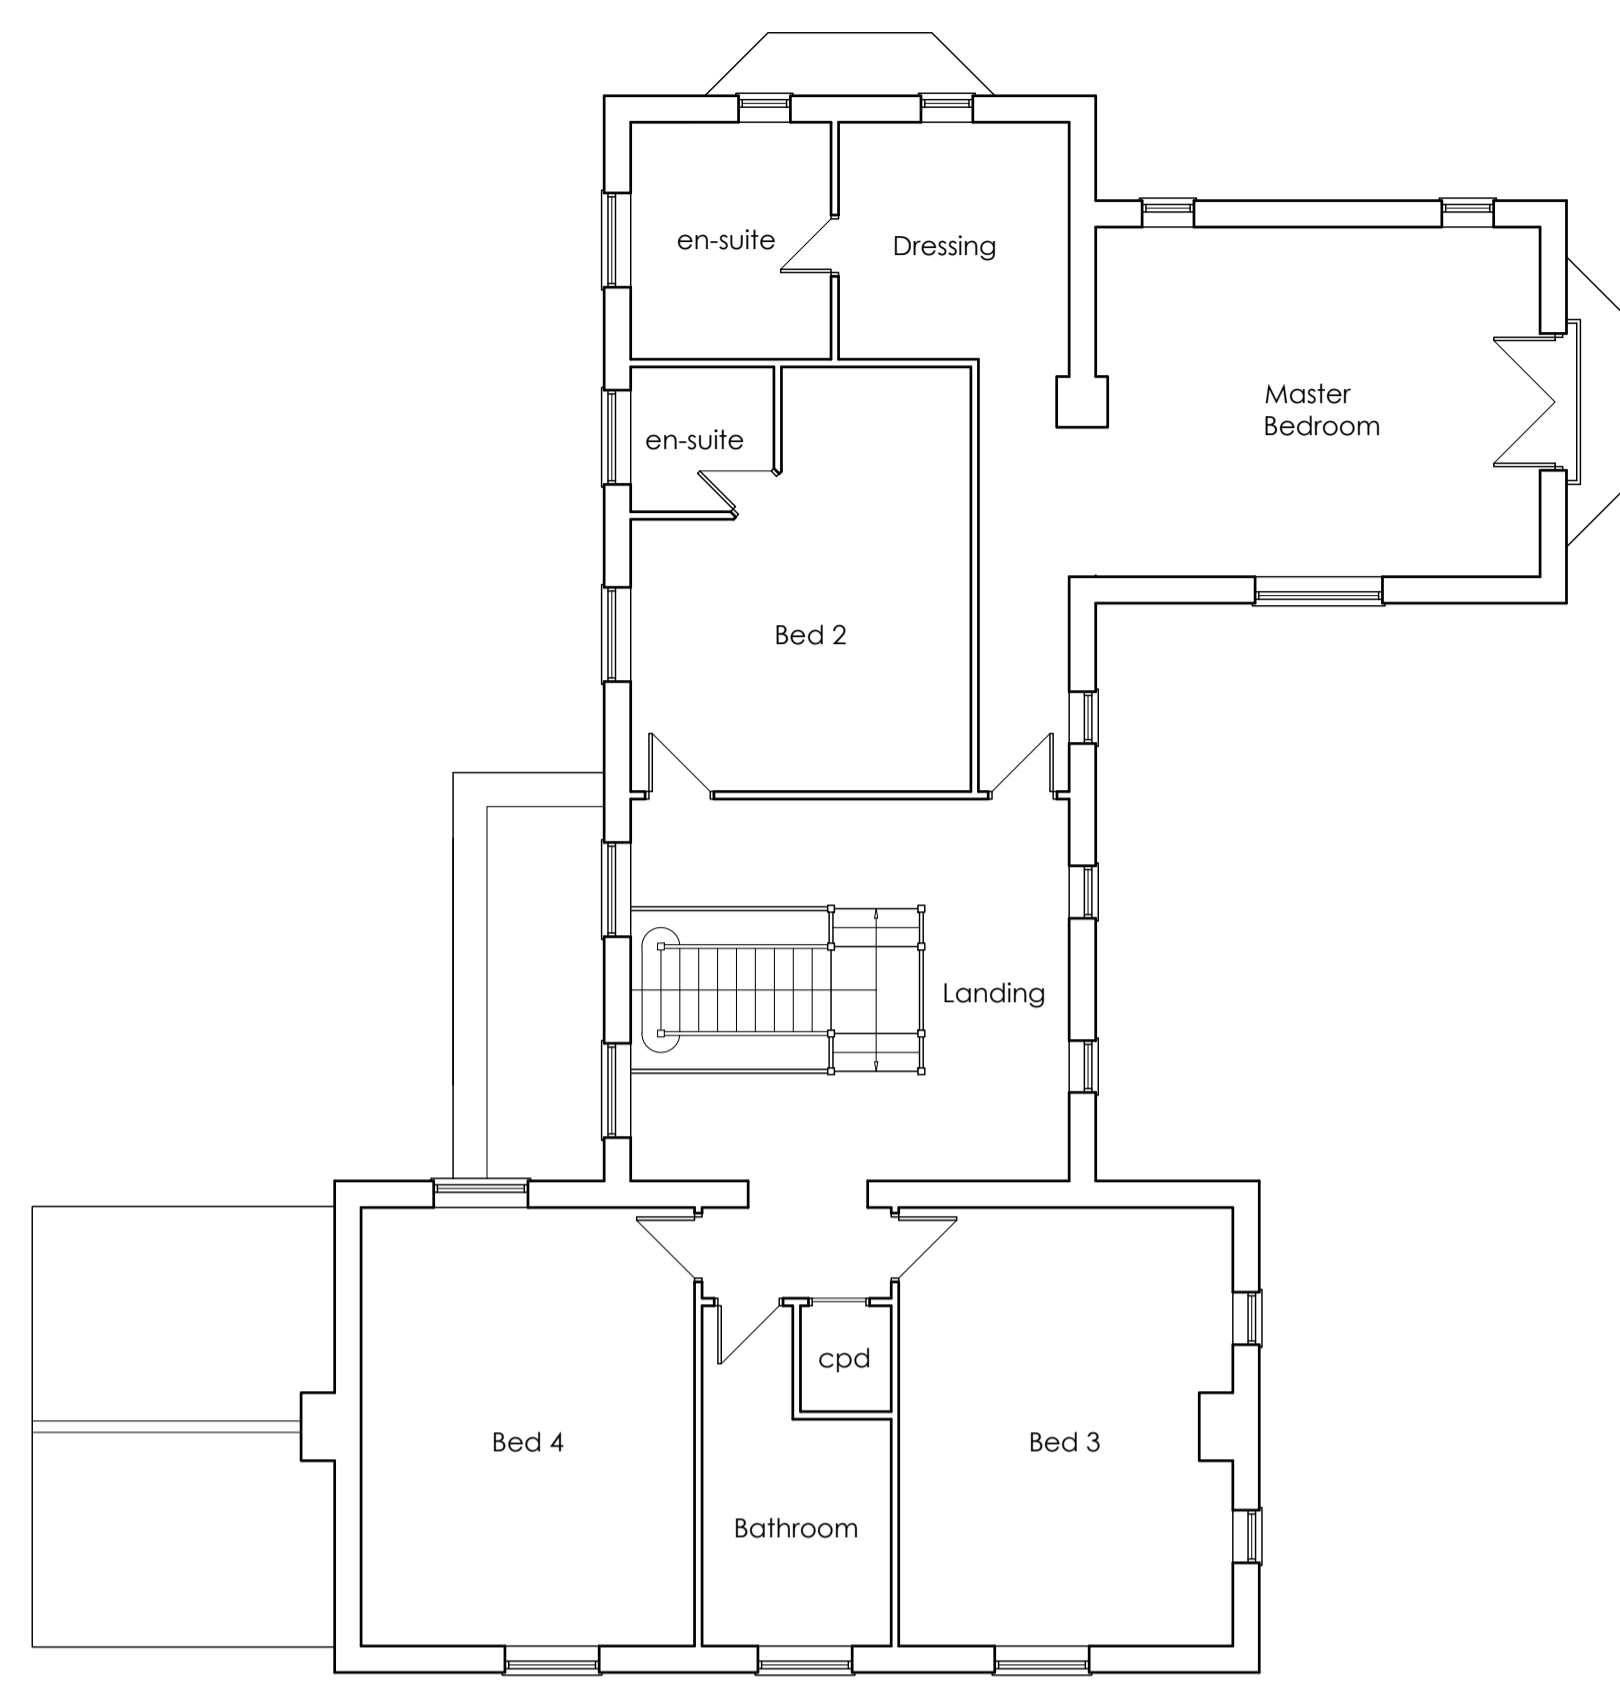 en-suite
Dressing
Master
Bedroom
en-suite
Bed 2
Landing
cpd
Bed 4
Bed 3
Bathroom